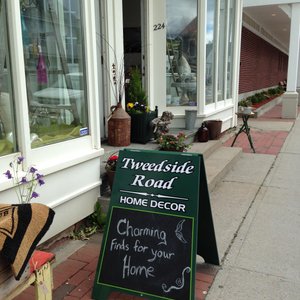 224
Tweedside
Road
HOME DECOR
Charming
finds for your
Home